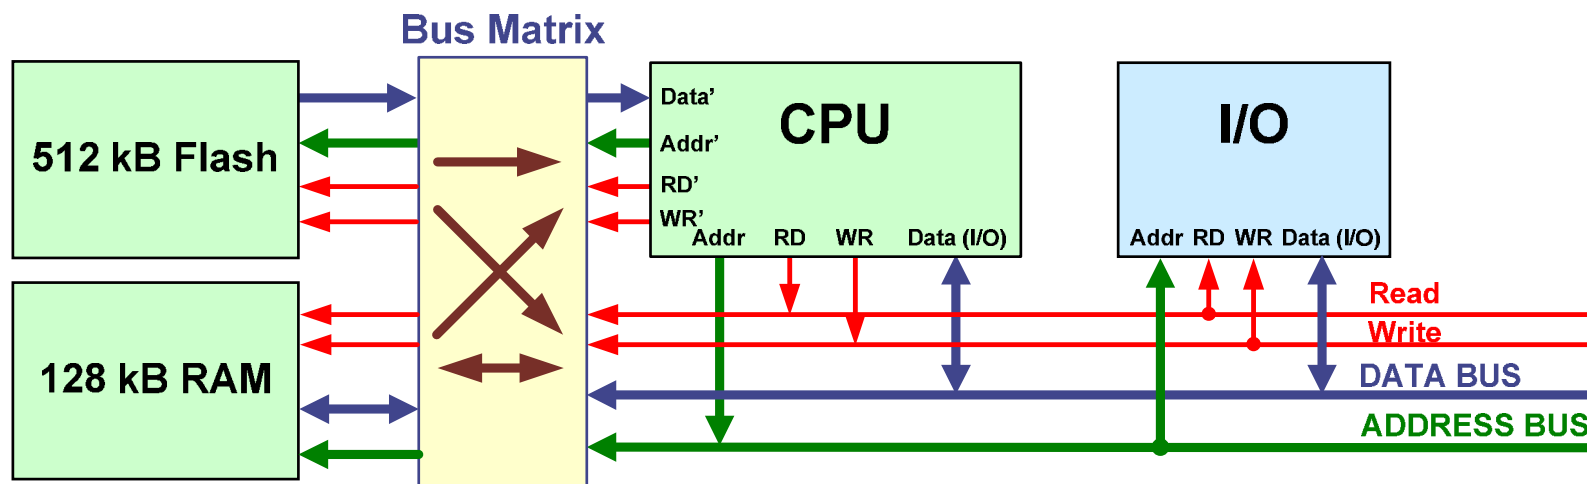 Bus Matrix
512 kB Flash
128 kB RAM
CPU
Data’
Addr’
RD’
WR’
Addr RD WR Data (I/O)
I/O
Addr RD WR Data (I/O)
Read
Write
DATA BUS
ADDRESS BUS